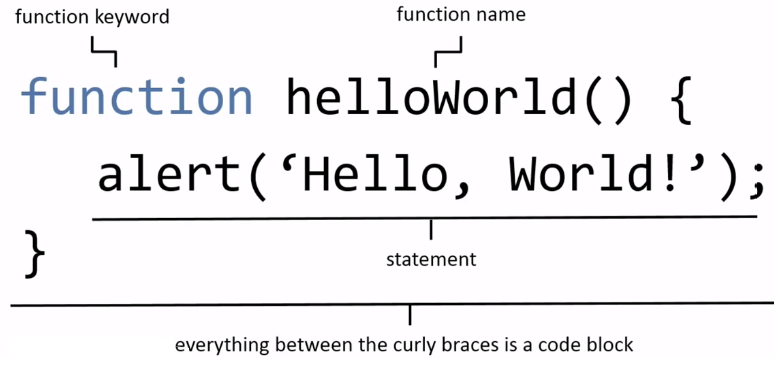 function keyword
function name
function helloWorld() {
alert(‘Hello, World!’);
statement
}
everything between the curly braces is a code block